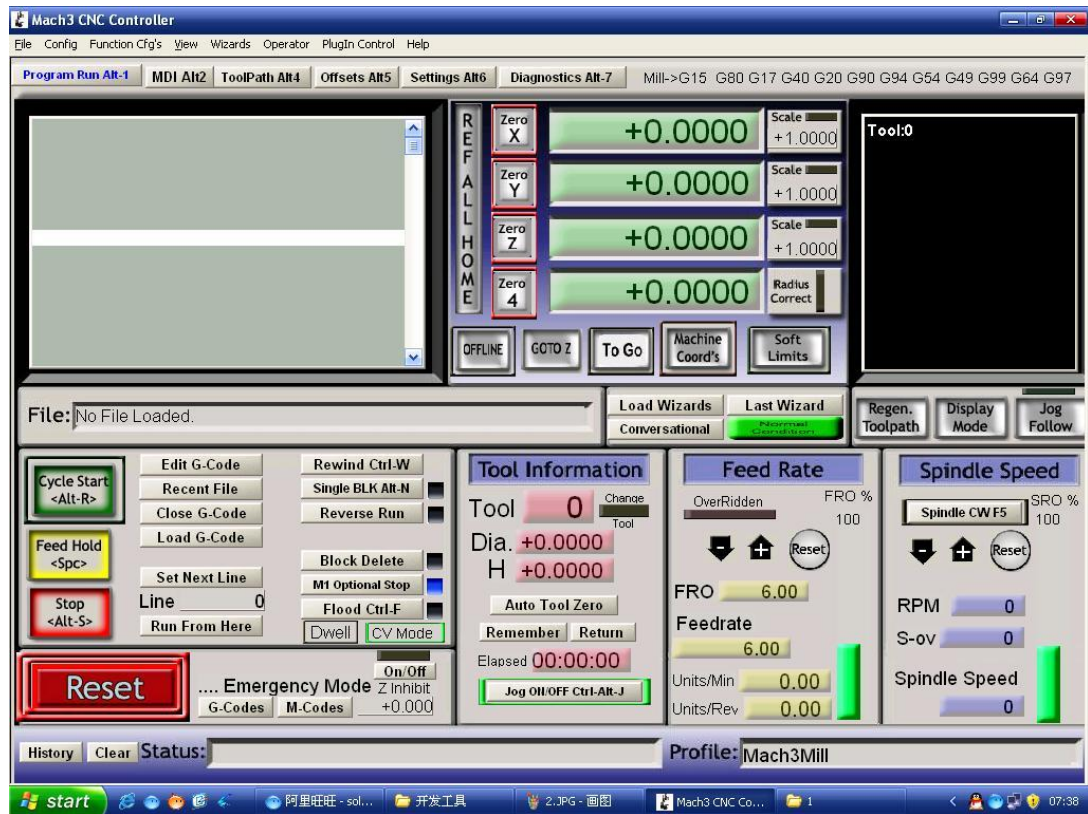 Mach3 CNC Controller
File Config Function Cfg's View Wizards Operator PlugIn Control Help
Program Run Alt-1 MDI Alt2 ToolPath Alt4 Offsets Alt5 Settings Alt6 Diagnostics Alt-7 Mill->G15 G80 G17 G40 G20 G90 G94 G54 G49 G99 G64 G97
REF ALL HOME
Zero X +0.0000 Scale +1.0000
Zero Y +0.0000 Scale +1.0000
Zero Z +0.0000 Scale +1.0000
Zero 4 +0.0000 Radius Correct
OFFLINE GOTO Z To Go Machine Coord's Soft Limits
Tool:0
File: No File Loaded.
Load Wizards Last Wizard
Conversational Normal Condition
Regen. Toolpath Display Mode Jog Follow
Cycle Start <Alt-R>
Feed Hold <Spc>
Stop <Alt-S>
Edit G-Code
Recent File
Close G-Code
Load G-Code
Set Next Line
Line 0
Run From Here
Rewind Ctrl-W
Single BLK Alt-N
Reverse Run
Block Delete
M1 Optional Stop
Flood Ctrl-F
Dwell CV Mode
Reset
.... Emergency Mode
G-Codes M-Codes
On/Off
Z Inhibit
+0.000
Tool Information
Tool 0 Change Tool
Dia. +0.0000
H +0.0000
Auto Tool Zero
Remember Return
Elapsed 00:00:00
Jog ON/OFF Ctrl-Alt-J
Feed Rate
OverRidden FRO %
100
Reset
FRO 6.00
Feedrate
6.00
Units/Min 0.00
Units/Rev 0.00
Spindle Speed
Spindle CW F5 SRO %
100
Reset
RPM 0
S-ov 0
Spindle Speed
0
History Clear Status: Profile: Mach3Mill
start 阿里旺旺 - sol... 开发工具 2.JPG - 画图 Mach3 CNC Co... 1 07:38